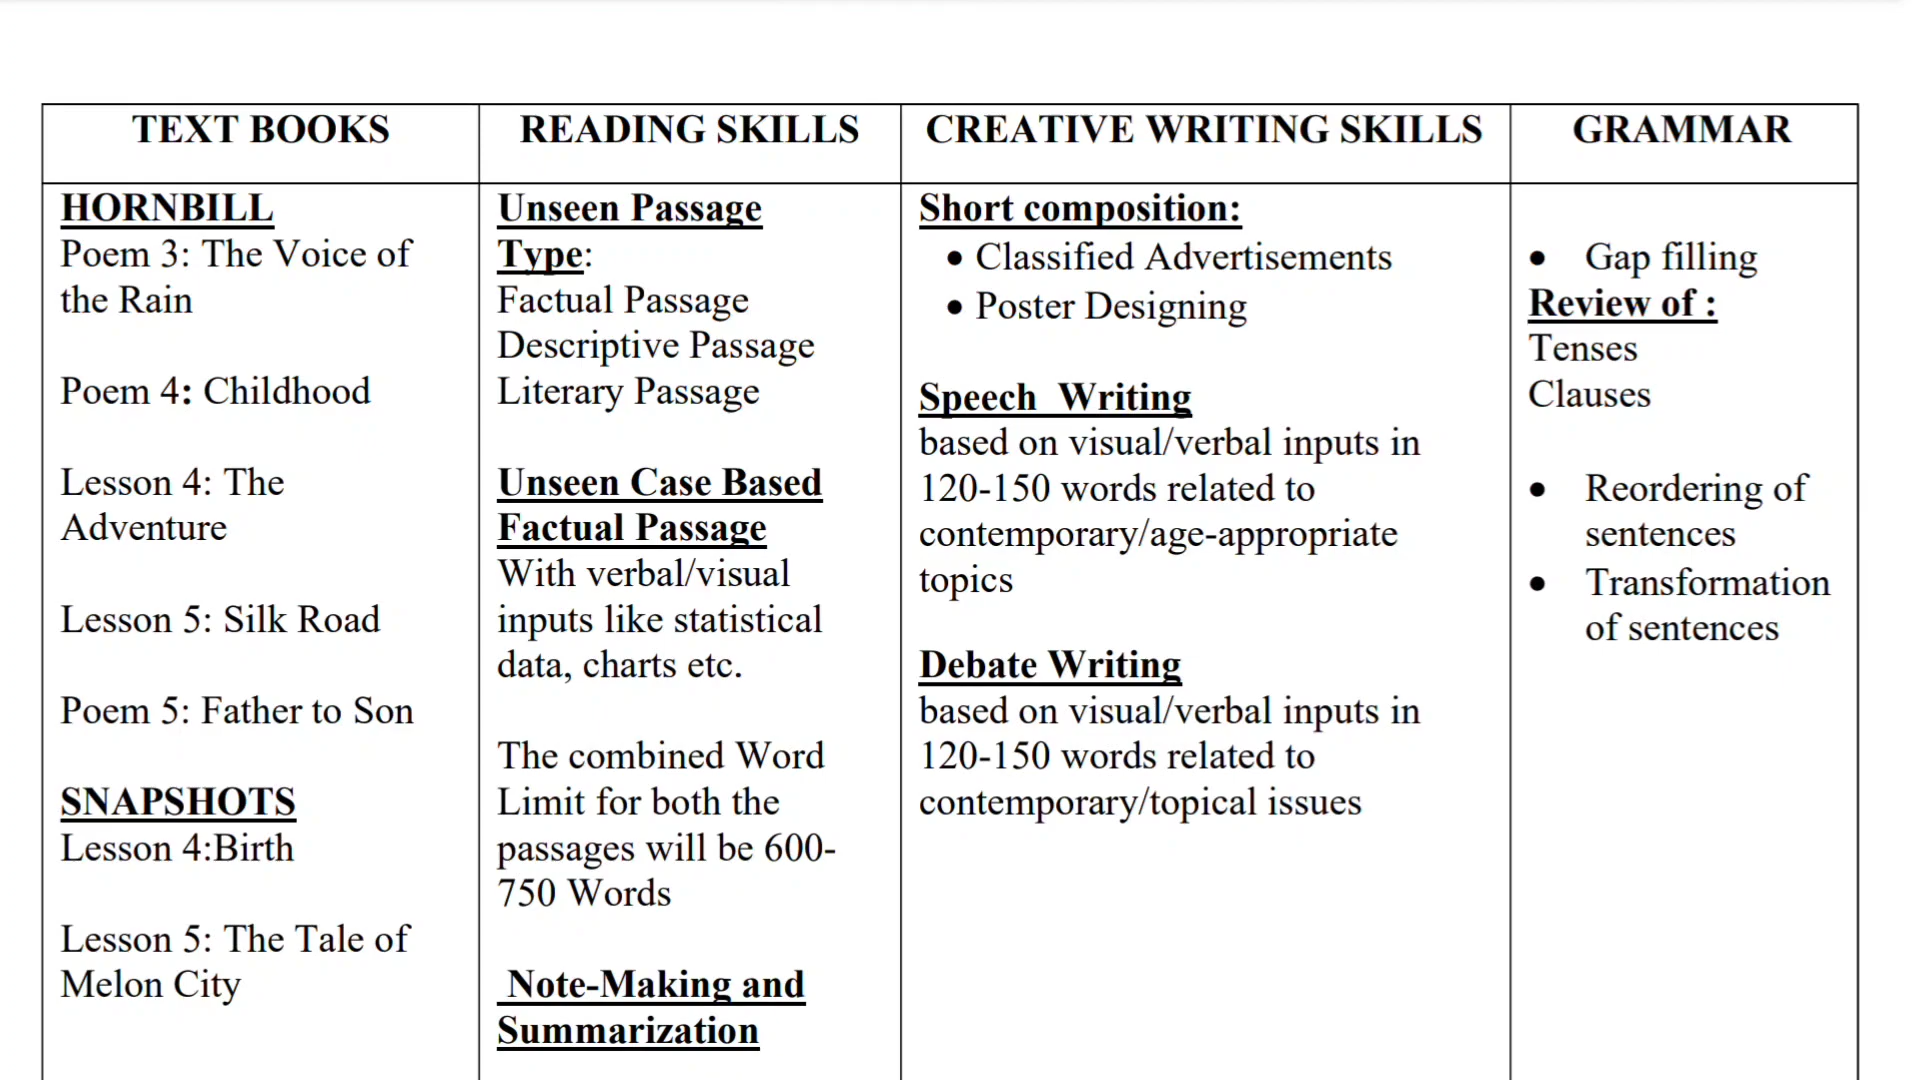 TEXT BOOKS
READING SKILLS
CREATIVE WRITING SKILLS
GRAMMAR
HORNBILL
Poem 3: The Voice of
the Rain
Poem 4: Childhood
Lesson 4: The
Adventure
Lesson 5: Silk Road
Poem 5: Father to Son
SNAPSHOTS
Lesson 4:Birth
Lesson 5: The Tale of
Melon City
Unseen Passage
Type:
Factual Passage
Descriptive Passage
Literary Passage
Unseen Case Based
Factual Passage
With verbal/visual
inputs like statistical
data, charts etc.
The combined Word
Limit for both the
passages will be 600-
750 Words
Note-Making and
Summarization
Short composition:
• Classified Advertisements
• Poster Designing
Speech  Writing
based on visual/verbal inputs in
120-150 words related to
contemporary/age-appropriate
topics
Debate Writing
based on visual/verbal inputs in
120-150 words related to
contemporary/topical issues
• Gap filling
Review of :
Tenses
Clauses
• Reordering of
sentences
• Transformation
of sentences